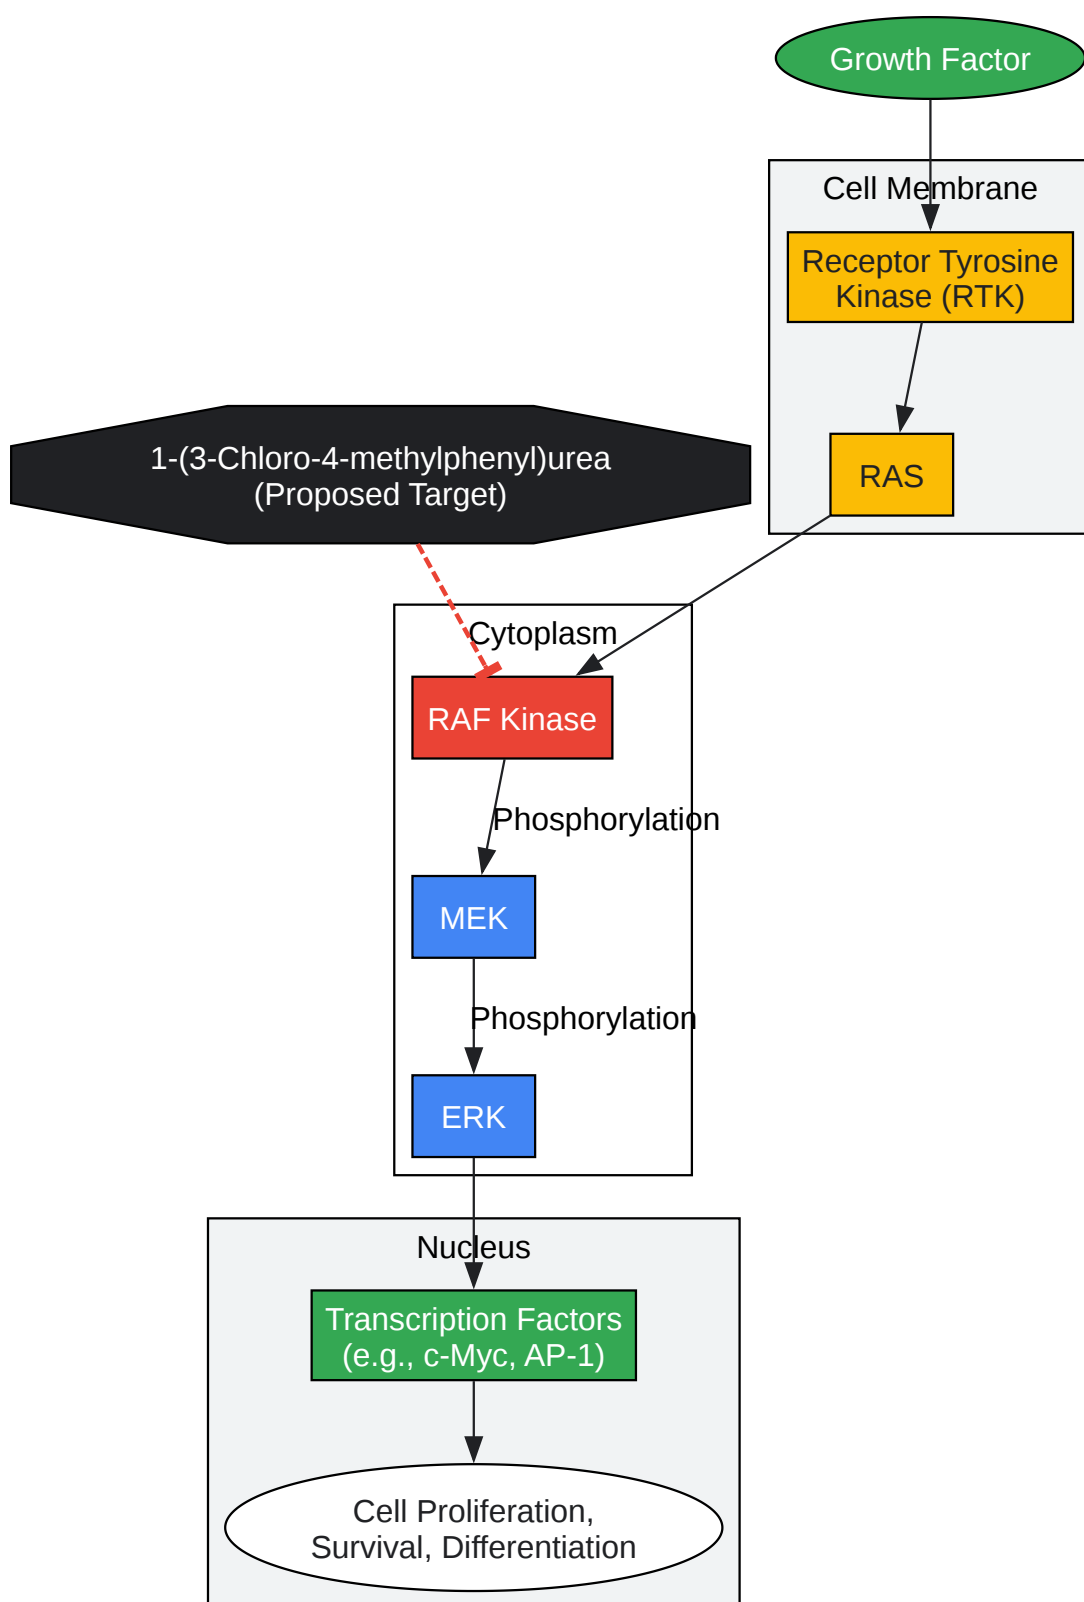 Growth Factor
Cell Membrane
Receptor Tyrosine
Kinase (RTK)
1-(3-Chloro-4-methylphenyl)urea
(Proposed Target)
RAS
Cytoplasm
RAF Kinase
Phosphorylation
MEK
Phosphorylation
ERK
Nucleus
Transcription Factors
(e.g., c-Myc, AP-1)
Cell Proliferation,
Survival, Differentiation